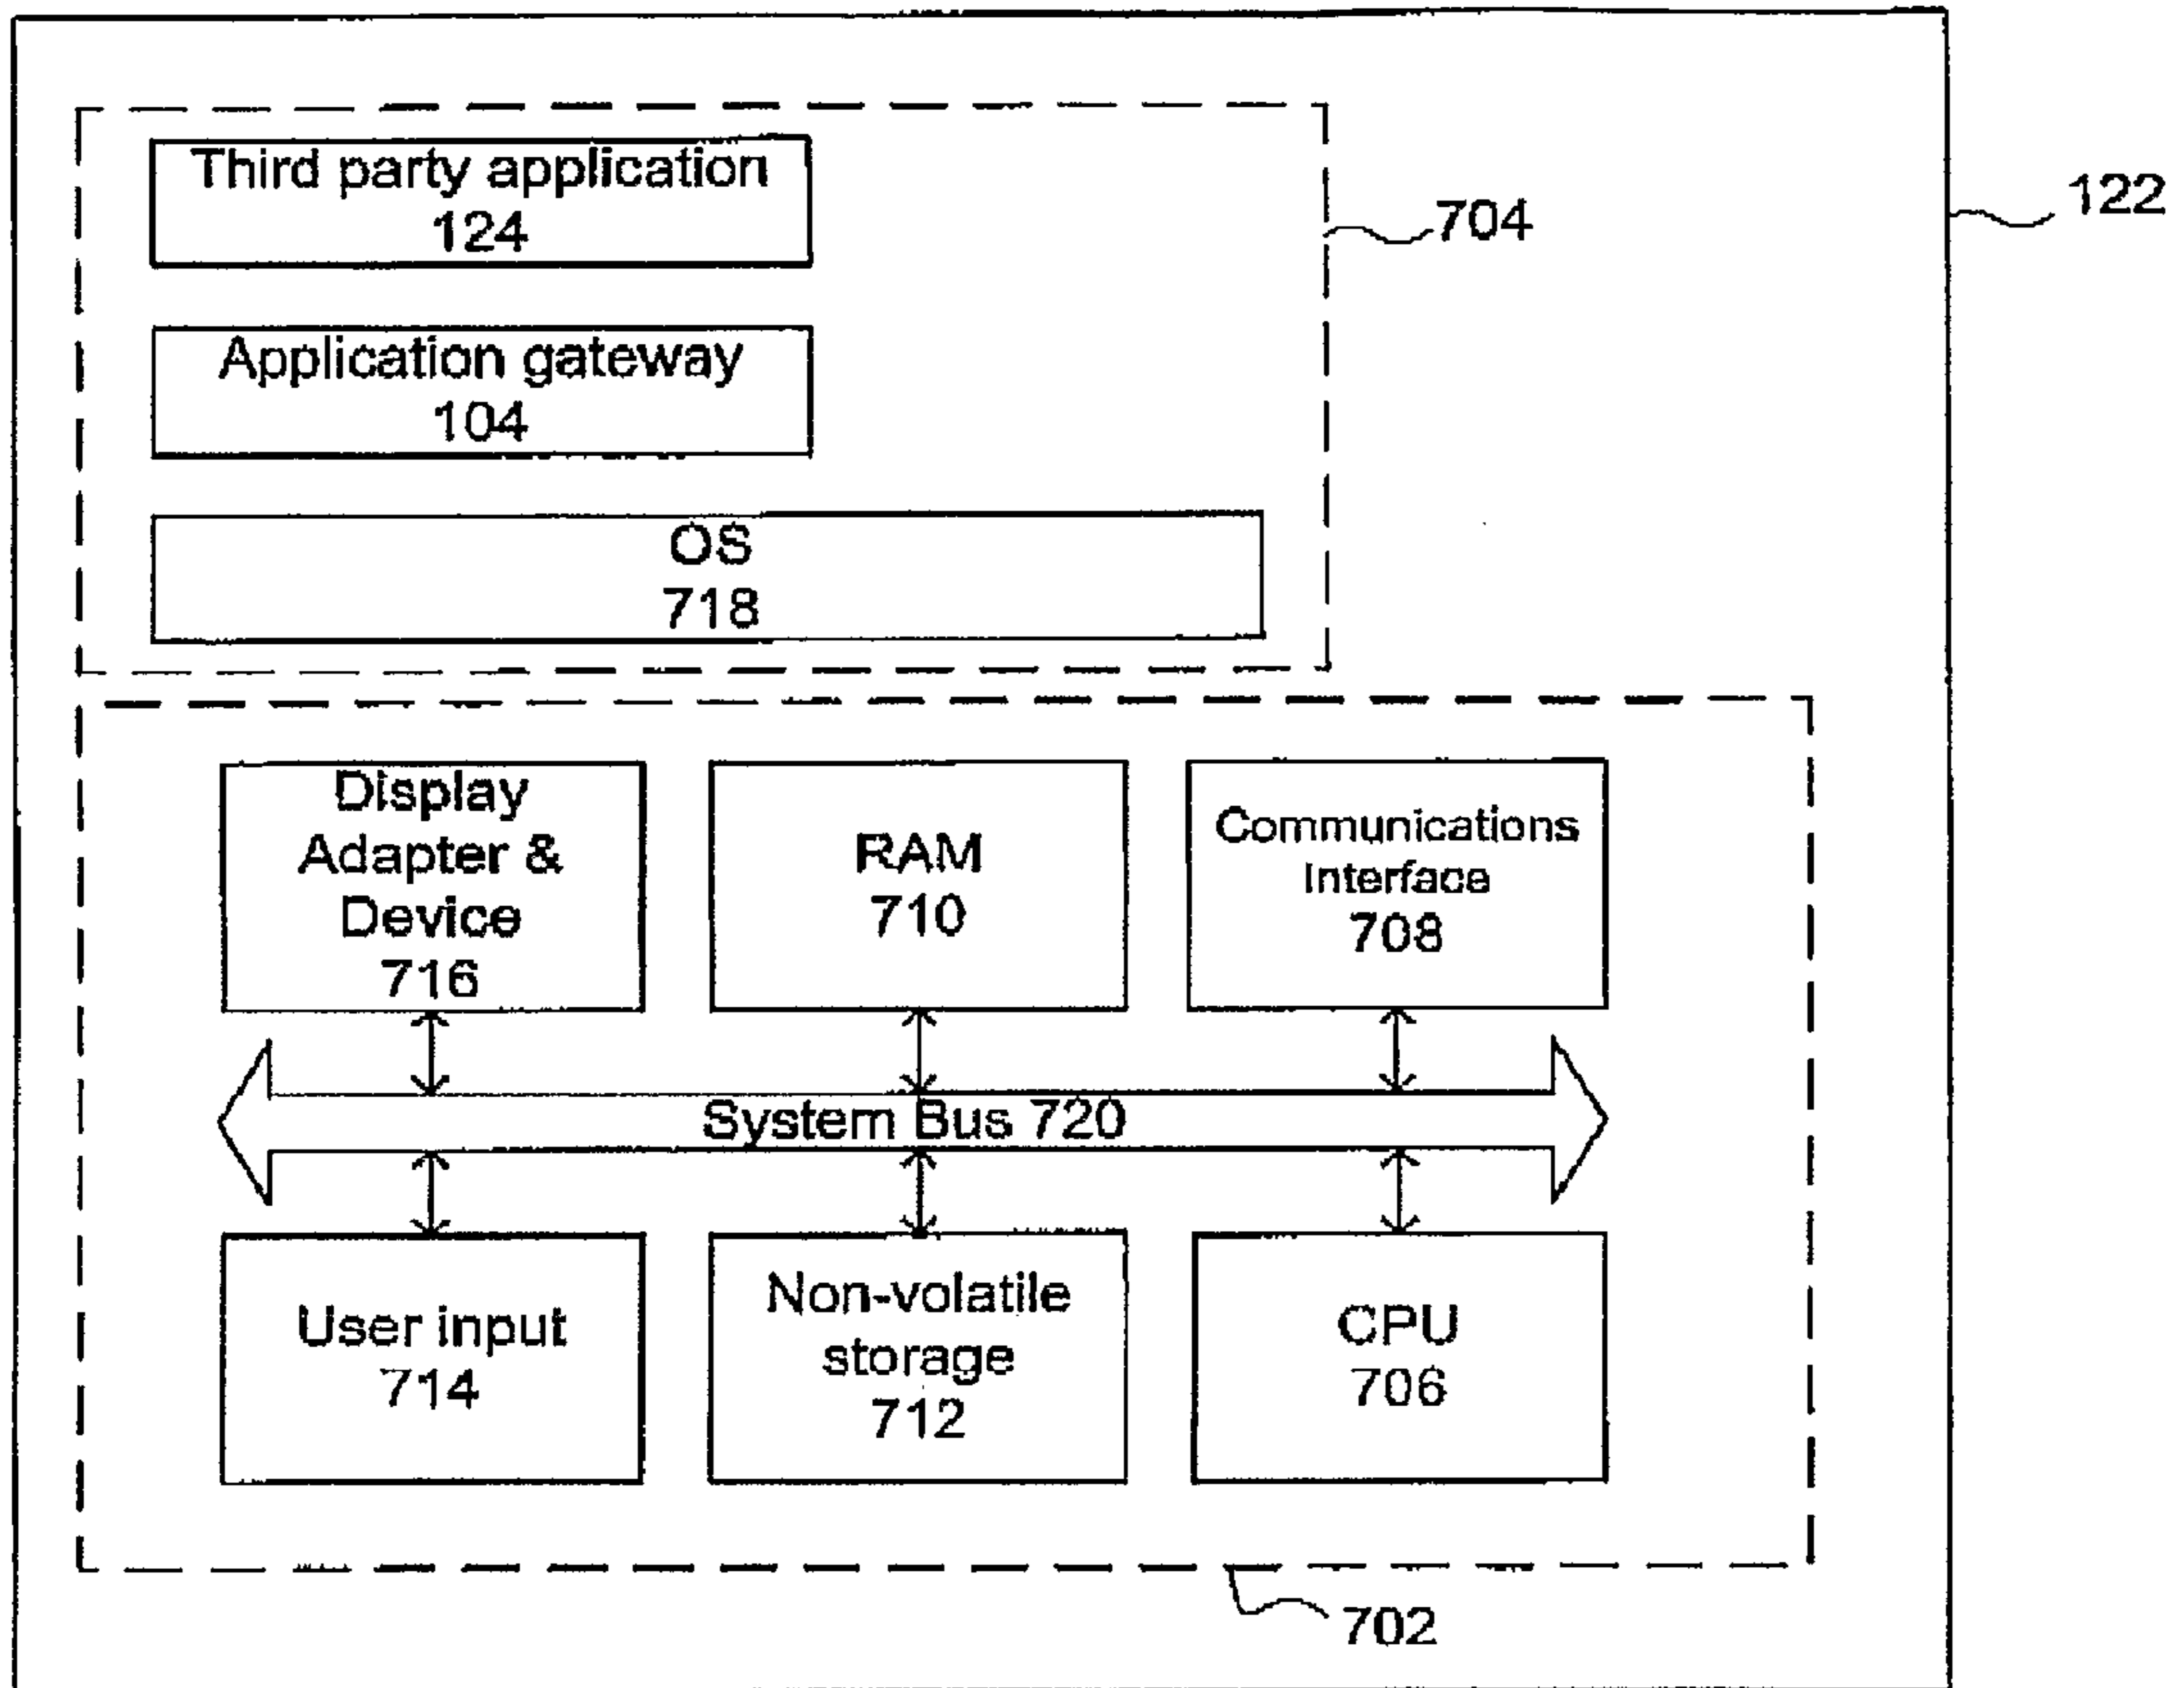 Third party application
124
704
122
Application gateway
104
OS
718
Display
Adapter &
Device
716
RAM
710
Communications
Interface
708
System Bus 720
User input
714
Non-volatile
storage
712
CPU
706
702